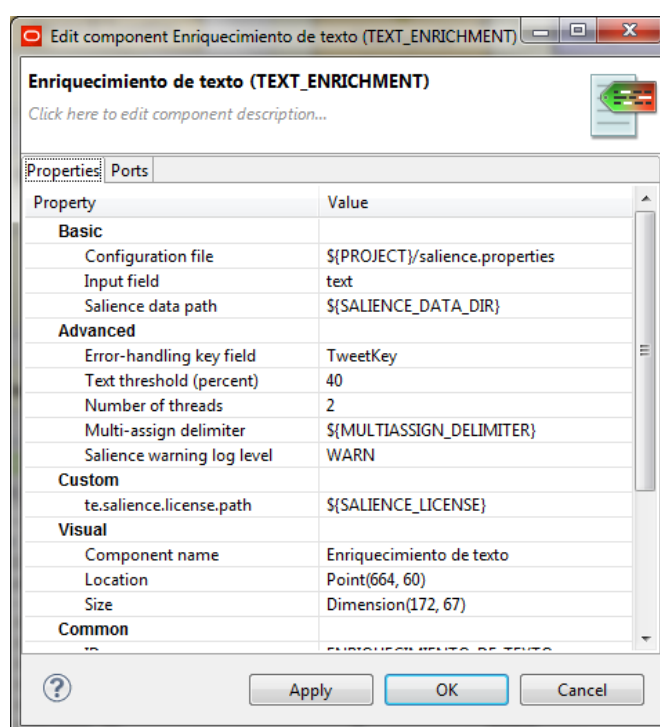 Edit component Enriquecimiento de texto (TEXT_ENRICHMENT)
Enriquecimiento de texto (TEXT_ENRICHMENT)
Click here to edit component description...
Properties Ports
Property Value
Basic
Configuration file ${PROJECT}/salience.properties
Input field text
Salience data path ${SALIENCE_DATA_DIR}
Advanced
Error-handling key field TweetKey
Text threshold (percent) 40
Number of threads 2
Multi-assign delimiter ${MULTIASSIGN_DELIMITER}
Salience warning log level WARN
Custom
te.salience.license.path ${SALIENCE_LICENSE}
Visual
Component name Enriquecimiento de texto
Location Point(664, 60)
Size Dimension(172, 67)
Common
ID ENRIQUECIMIENTO_DE_TEXTO
? Apply OK Cancel